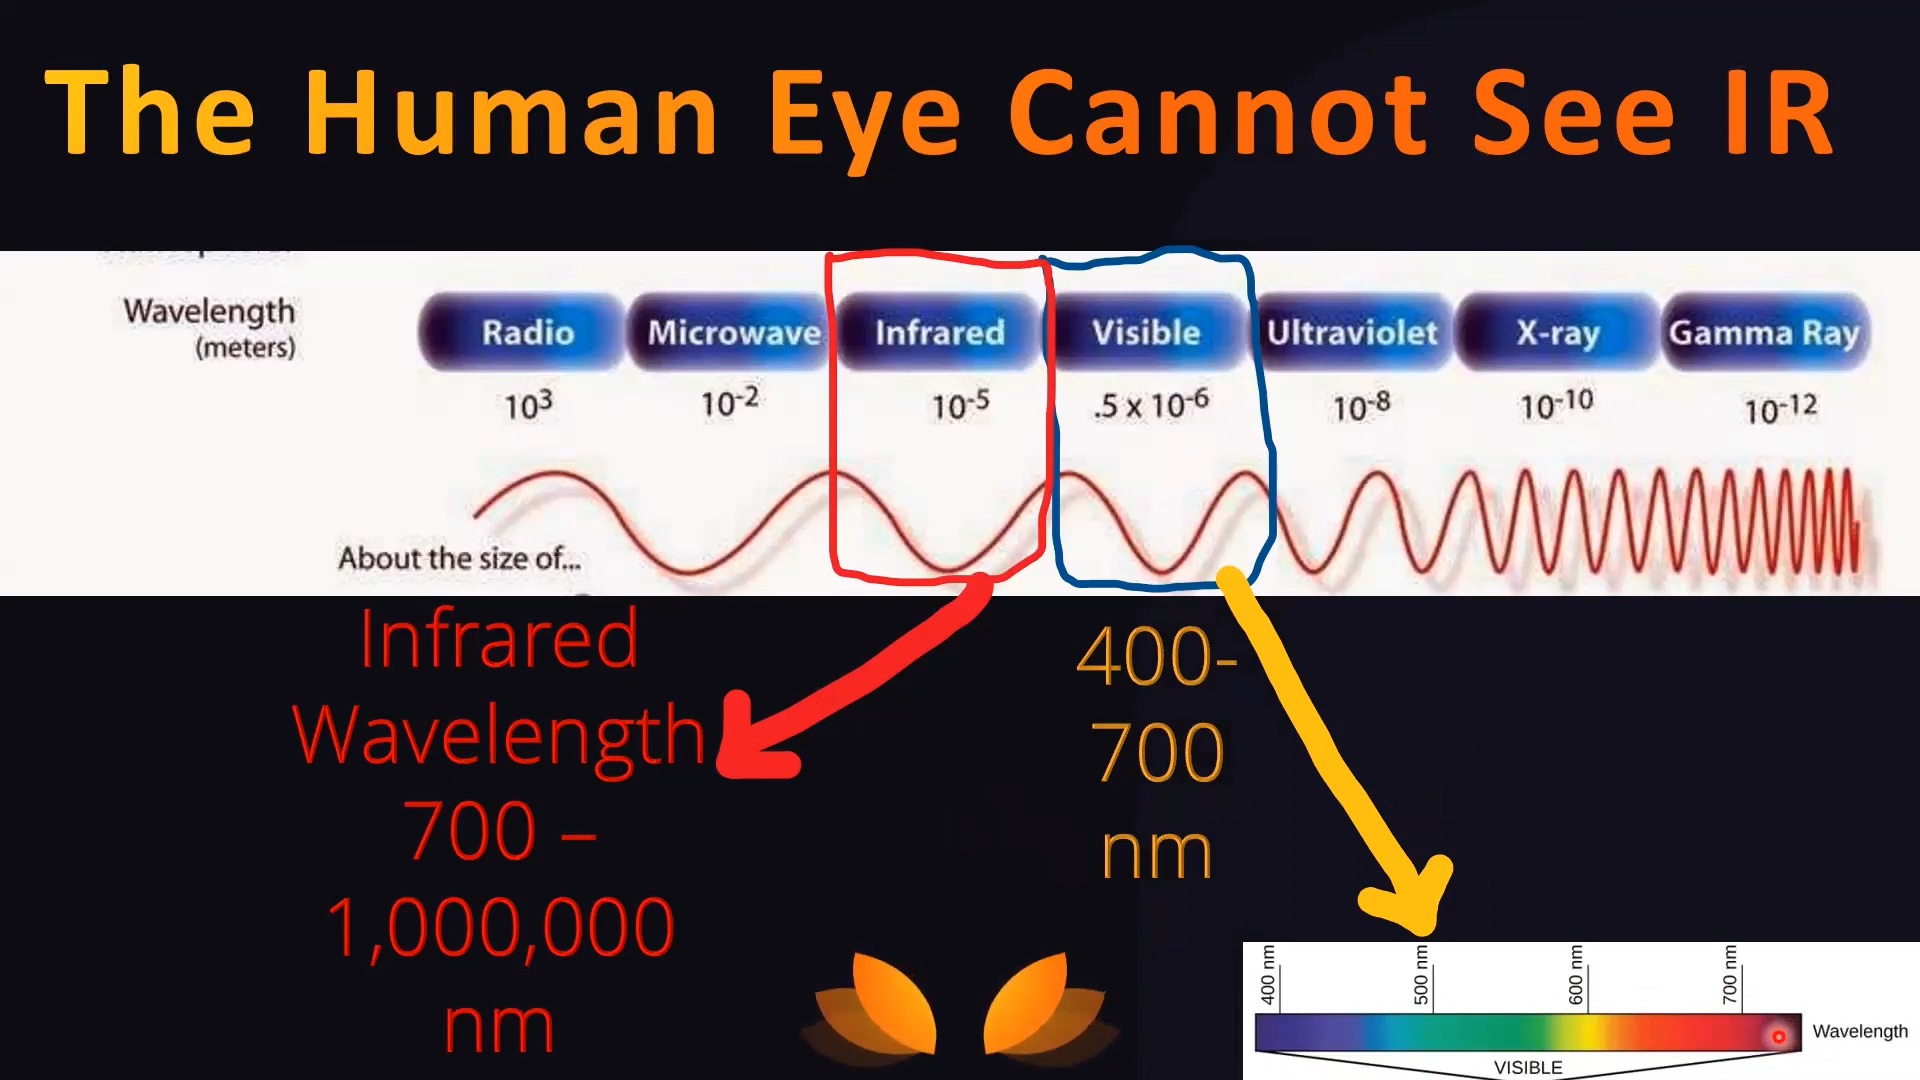 The Human Eye Cannot See IR
Wavelength
(meters)
Radio Microwave Infrared Visible Ultraviolet X-ray Gamma Ray
10³ 10⁻² 10⁻⁵ .5 x 10⁻⁶ 10⁻⁸ 10⁻¹⁰ 10⁻¹²
About the size of...
Infrared
Wavelength
700 –
1,000,000
nm
400-
700
nm
400 nm 500 nm 600 nm 700 nm
Wavelength
VISIBLE